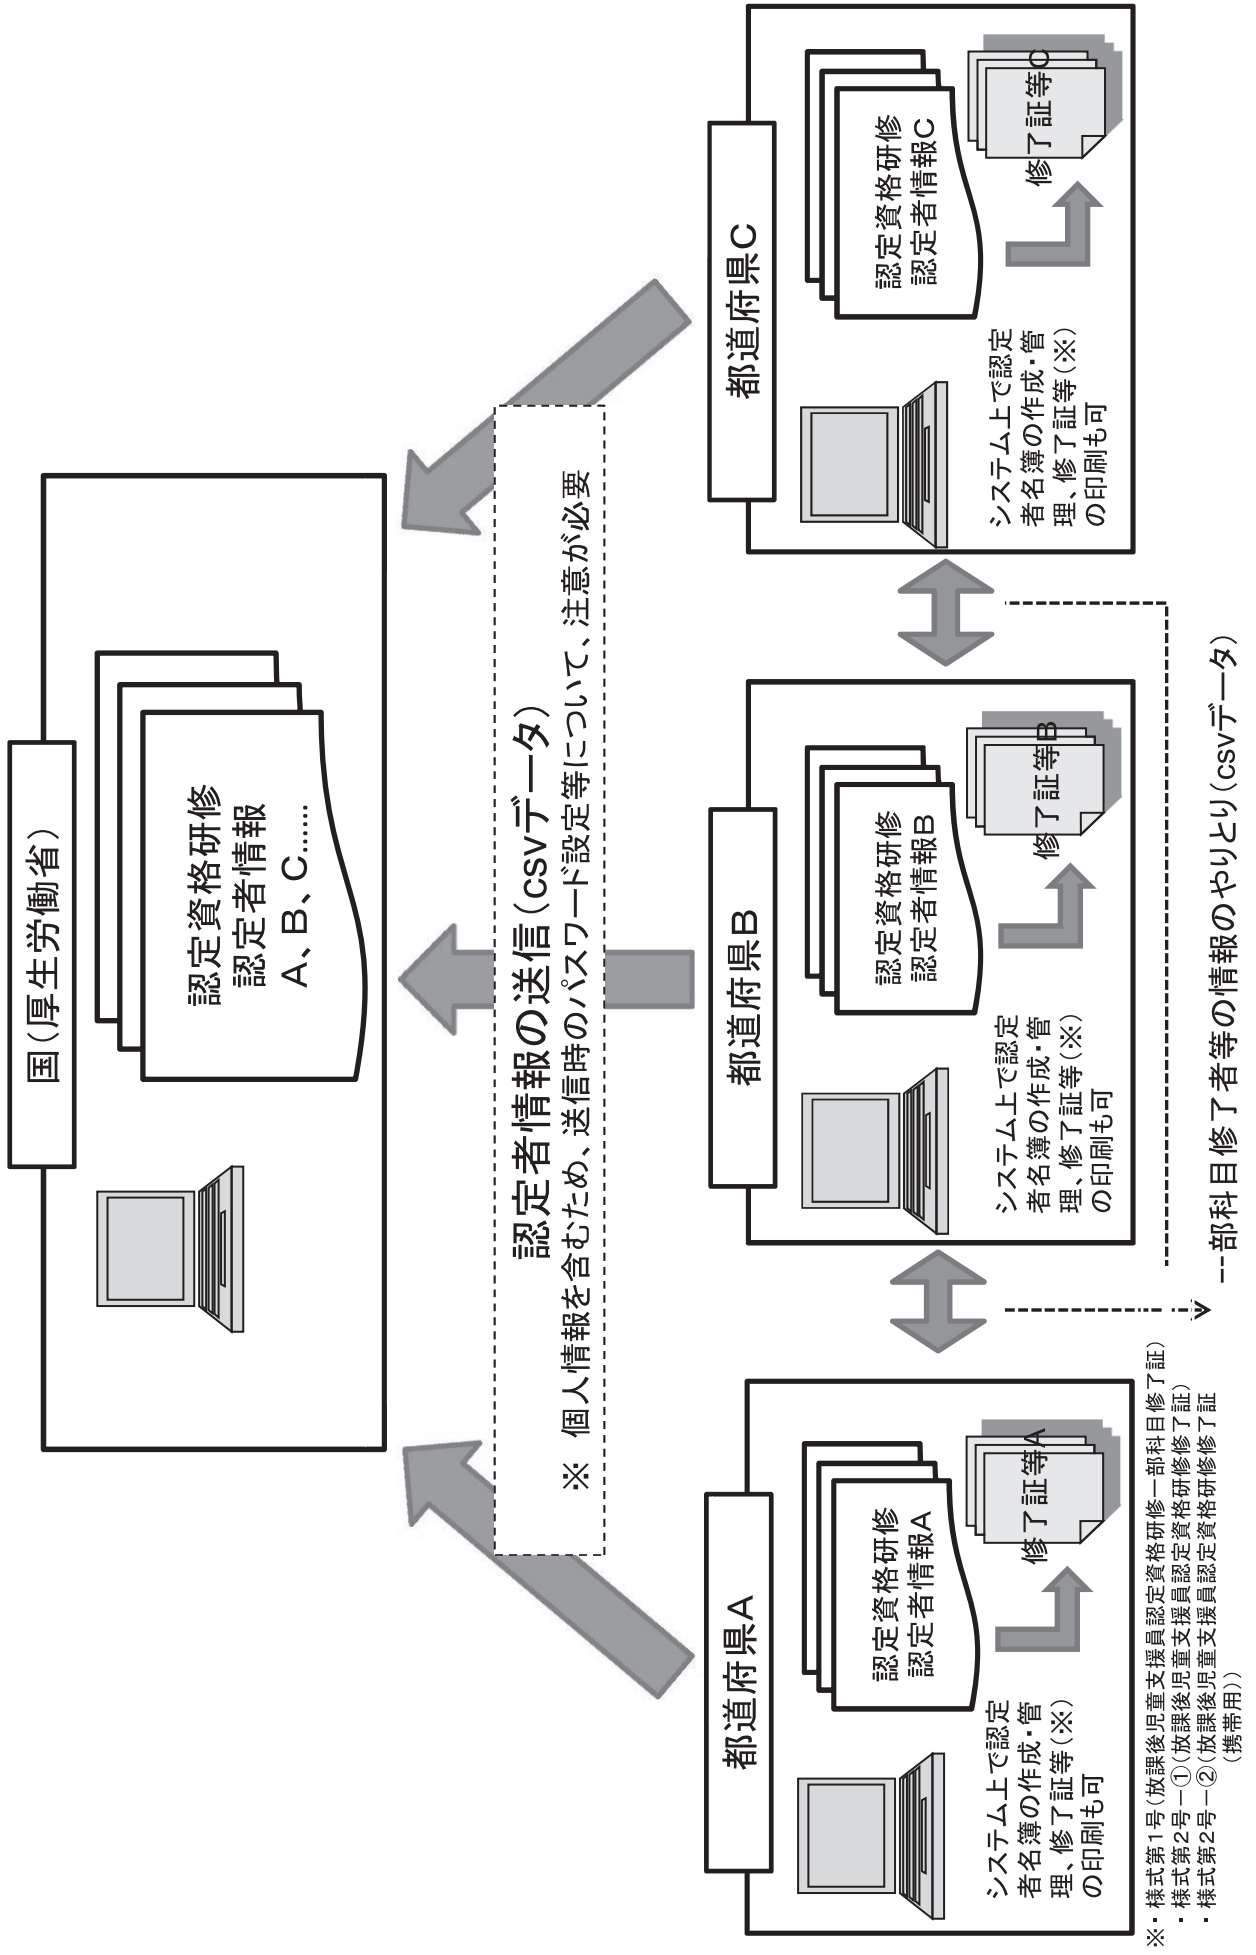 国(厚生労働省)
認定資格研修
認定者情報
A、B、C……
認定者情報の送信(csvデータ)
※ 個人情報を含むため、送信時のパスワード設定等について、注意が必要
都道府県A
認定資格研修
認定者情報A
システム上で認定
者名簿の作成・管
理、修了証等(※)
の印刷も可
修了証等A
都道府県B
認定資格研修
認定者情報B
システム上で認定
者名簿の作成・管
理、修了証等(※)
の印刷も可
修了証等B
都道府県C
認定資格研修
認定者情報C
システム上で認定
者名簿の作成・管
理、修了証等(※)
の印刷も可
修了証等C
一部科目修了者等の情報のやりとり(csvデータ)
※・様式第1号(放課後児童支援員認定資格研修一部科目修了証)
・様式第2号-①(放課後児童支援員認定資格研修修了証)
・様式第2号-②(放課後児童支援員認定資格研修修了証
(携帯用))